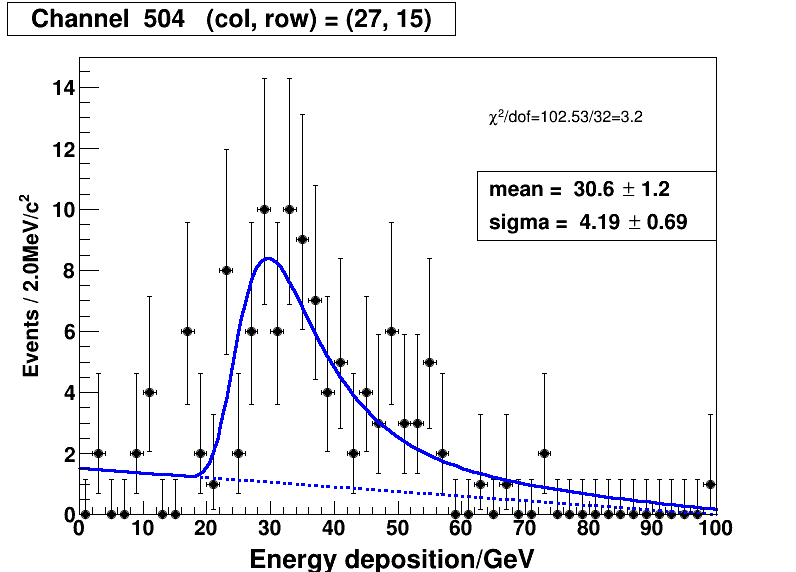 Channel 504 (col, row) = (27, 15)
χ²/dof=102.53/32=3.2
mean = 30.6 ± 1.2
sigma = 4.19 ± 0.69
Events / 2.0MeV/c²
14
12
10
8
6
4
2
0
0 10 20 30 40 50 60 70 80 90 100
Energy deposition/GeV